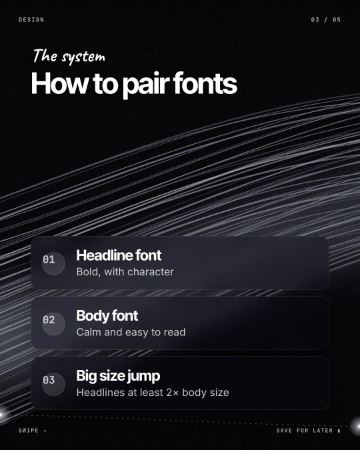 DESIGN
03 / 05
The system
How to pair fonts
01
Headline font
Bold, with character
02
Body font
Calm and easy to read
03
Big size jump
Headlines at least 2× body size
SWIPE →
SAVE FOR LATER